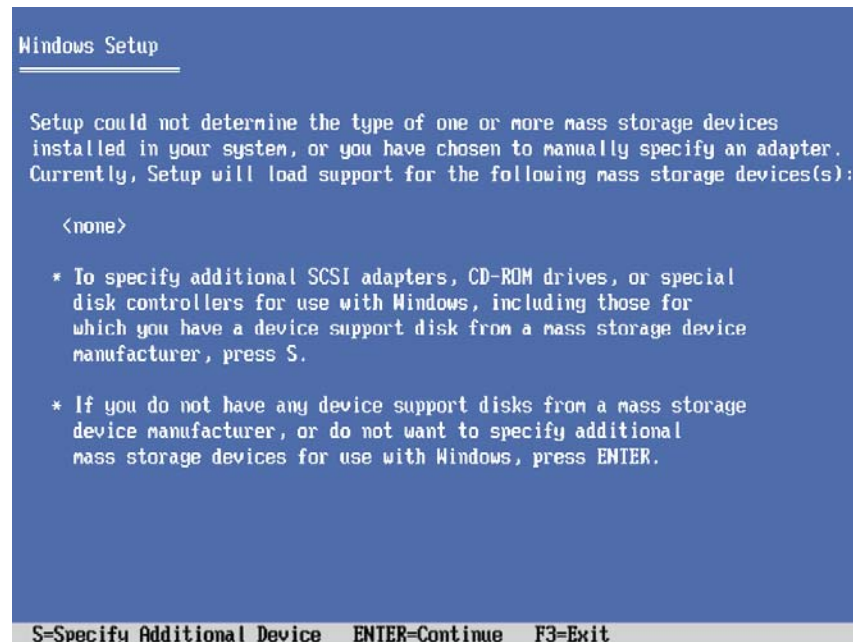 Windows Setup
Setup could not determine the type of one or more mass storage devices
installed in your system, or you have chosen to manually specify an adapter.
Currently, Setup will load support for the following mass storage devices(s):
<none>
* To specify additional SCSI adapters, CD-ROM drives, or special
disk controllers for use with Windows, including those for
which you have a device support disk from a mass storage device
manufacturer, press S.
* If you do not have any device support disks from a mass storage
device manufacturer, or do not want to specify additional
mass storage devices for use with Windows, press ENTER.
S=Specify Additional Device ENTER=Continue F3=Exit